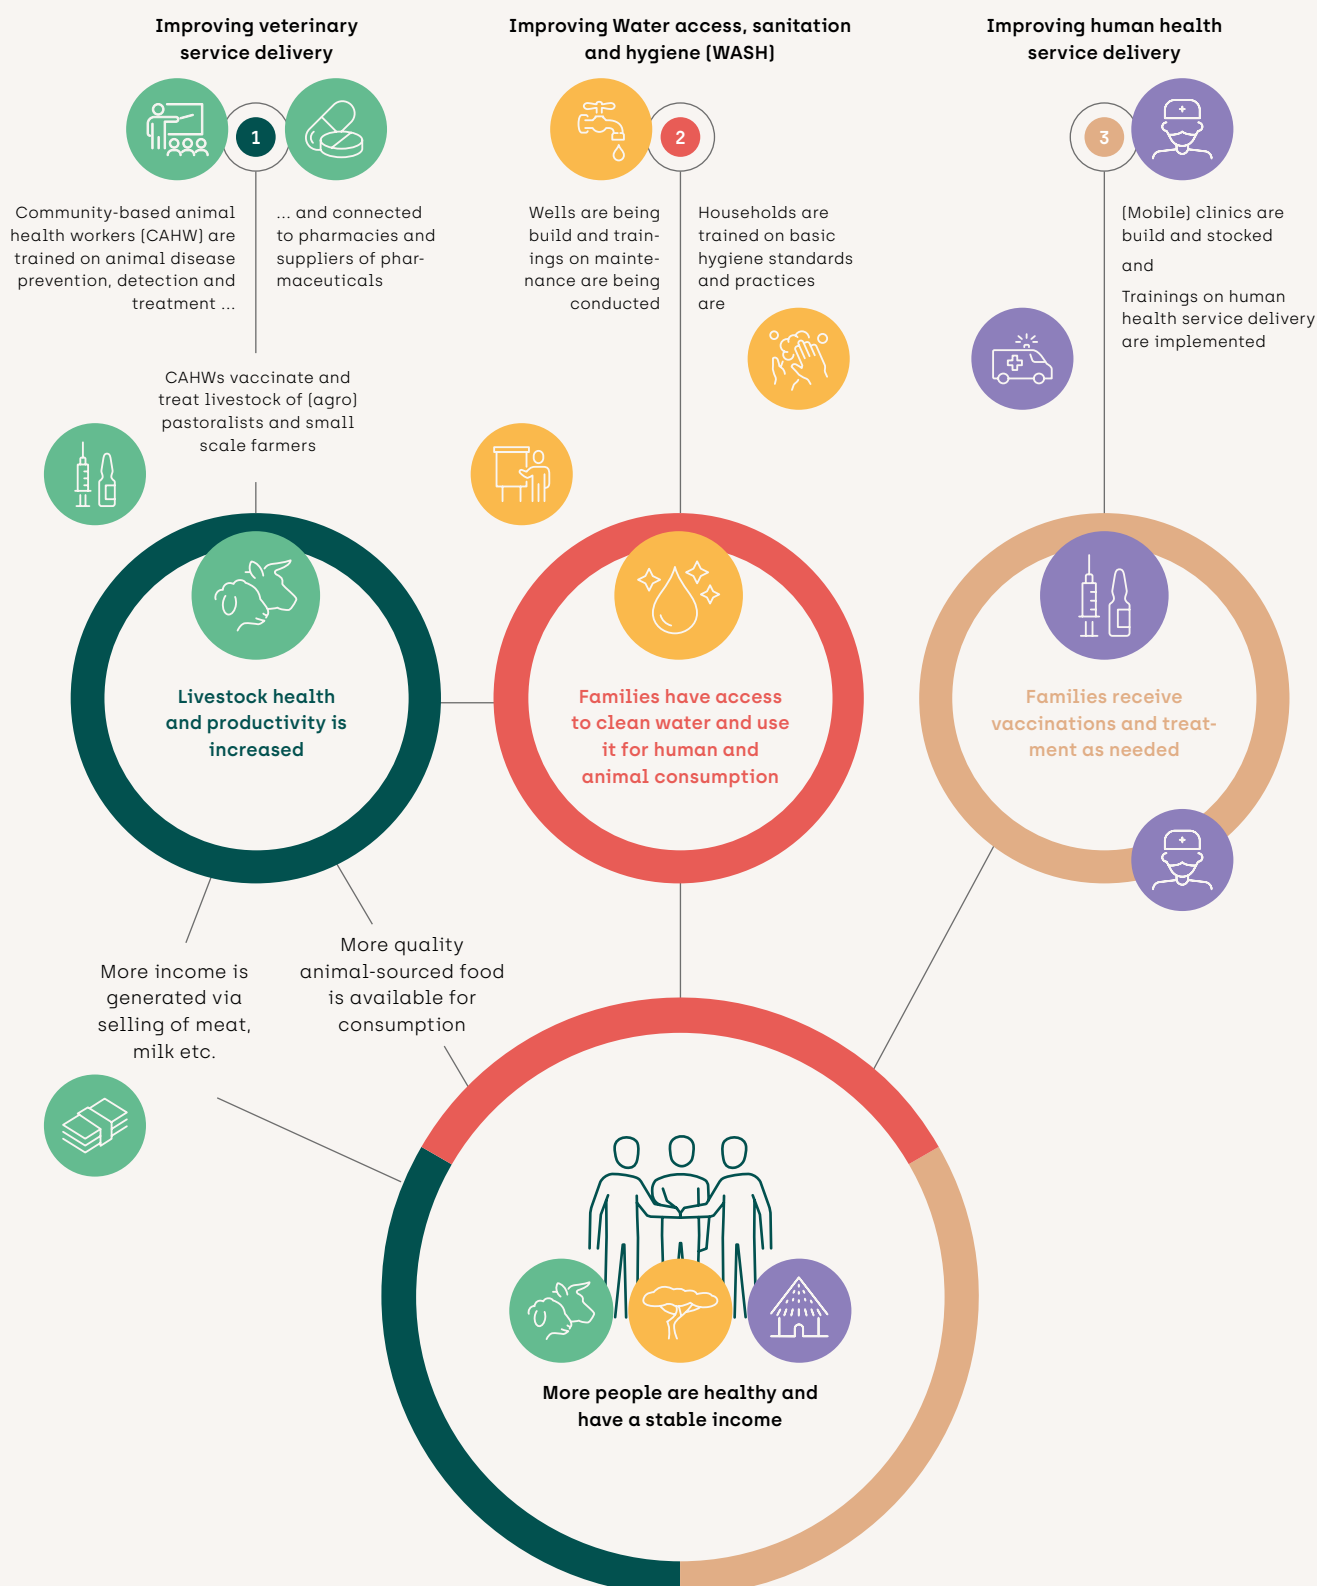 Improving veterinary
service delivery
1
Community-based animal
health workers (CAHW) are
trained on animal disease
prevention, detection and
treatment ...
... and connected
to pharmacies and
suppliers of phar-
maceuticals
CAHWs vaccinate and
treat livestock of (agro)
pastoralists and small
scale farmers
Livestock health
and productivity is
increased
More income is
generated via
selling of meat,
milk etc.
More quality
animal-sourced food
is available for
consumption
Improving Water access, sanitation
and hygiene (WASH)
2
Wells are being
build and train-
ings on mainte-
nance are being
conducted
Households are
trained on basic
hygiene standards
and practices
are
Families have access
to clean water and use
it for human and
animal consumption
Improving human health
service delivery
3
(Mobile) clinics are
build and stocked
and
Trainings on human
health service delivery
are implemented
Families receive
vaccinations and treat-
ment as needed
More people are healthy and
have a stable income